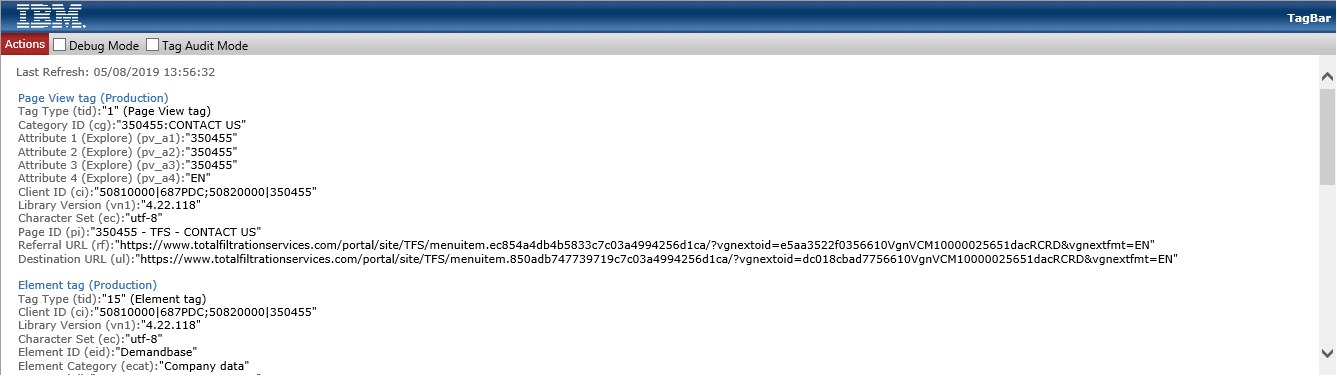 IBM.
TagBar
Actions Debug Mode Tag Audit Mode
Last Refresh: 05/08/2019 13:56:32
Page View tag (Production)
Tag Type (tid):"1" (Page View tag)
Category ID (cg):"350455:CONTACT US"
Attribute 1 (Explore) (pv_a1):"350455"
Attribute 2 (Explore) (pv_a2):"350455"
Attribute 3 (Explore) (pv_a3):"350455"
Attribute 4 (Explore) (pv_a4):"EN"
Client ID (ci):"50810000|687PDC;50820000|350455"
Library Version (vn1):"4.22.118"
Character Set (ec):"utf-8"
Page ID (pi):"350455 - TFS - CONTACT US"
Referral URL (rf):"https://www.totalfiltrationservices.com/portal/site/TFS/menuitem.ec854a4db4b5833c7c03a4994256d1ca/?vgnextoid=e5aa3522f0356610VgnVCM10000025651dacRCRD&vgnextfmt=EN"
Destination URL (ul):"https://www.totalfiltrationservices.com/portal/site/TFS/menuitem.850adb747739719c7c03a4994256d1ca/?vgnextoid=dc018cbad7756610VgnVCM10000025651dacRCRD&vgnextfmt=EN"
Element tag (Production)
Tag Type (tid):"15" (Element tag)
Client ID (ci):"50810000|687PDC;50820000|350455"
Library Version (vn1):"4.22.118"
Character Set (ec):"utf-8"
Element ID (eid):"Demandbase"
Element Category (ecat):"Company data"